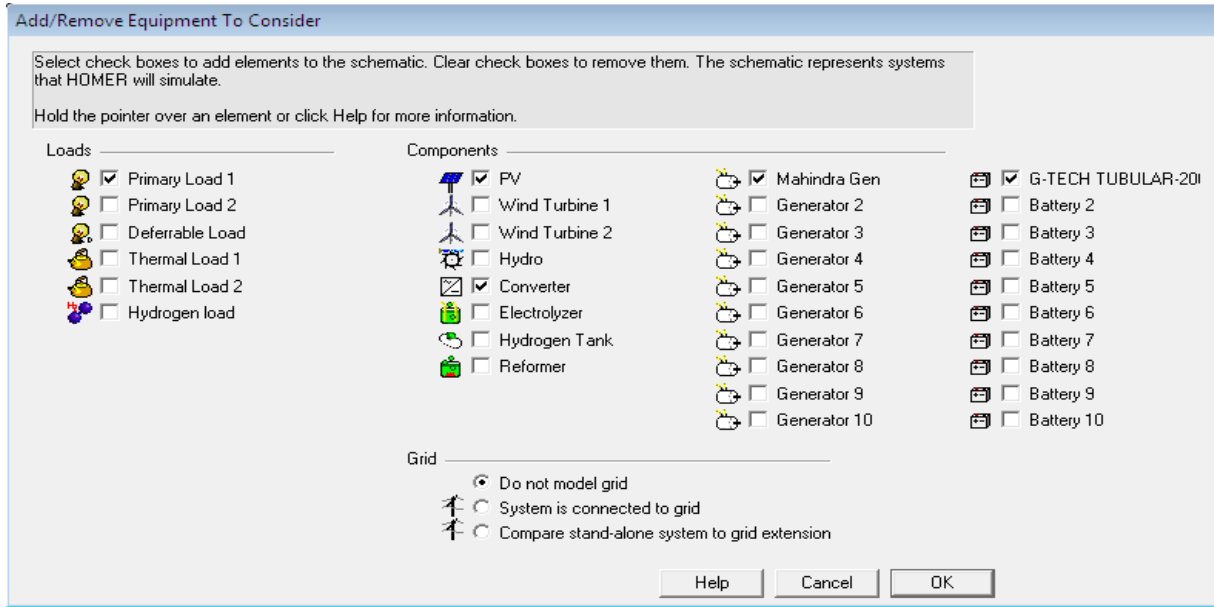 Add/Remove Equipment To Consider
Select check boxes to add elements to the schematic. Clear check boxes to remove them. The schematic represents systems
that HOMER will simulate.
Hold the pointer over an element or click Help for more information.
Loads
Primary Load 1
Primary Load 2
Deferrable Load
Thermal Load 1
Thermal Load 2
Hydrogen load
Components
PV
Wind Turbine 1
Wind Turbine 2
Hydro
Converter
Electrolyzer
Hydrogen Tank
Reformer
Mahindra Gen
Generator 2
Generator 3
Generator 4
Generator 5
Generator 6
Generator 7
Generator 8
Generator 9
Generator 10
G-TECH TUBULAR-20
Battery 2
Battery 3
Battery 4
Battery 5
Battery 6
Battery 7
Battery 8
Battery 9
Battery 10
Grid
Do not model grid
System is connected to grid
Compare stand-alone system to grid extension
Help
Cancel
OK